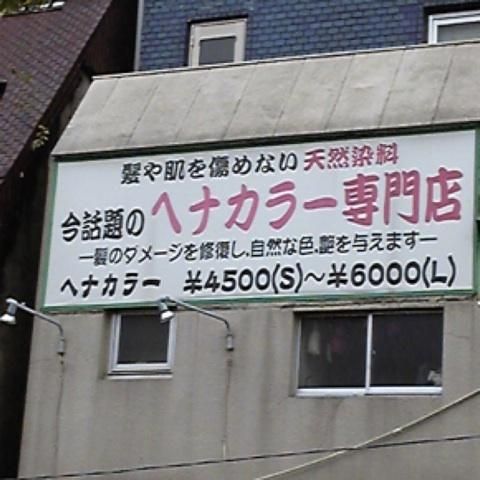 髪や肌を傷めない 天然染料
今話題の ヘナカラー専門店
—髪のダメージを修復し、自然な色、艶を与えます—
ヘナカラー ¥4500(S)〜¥6000(L)